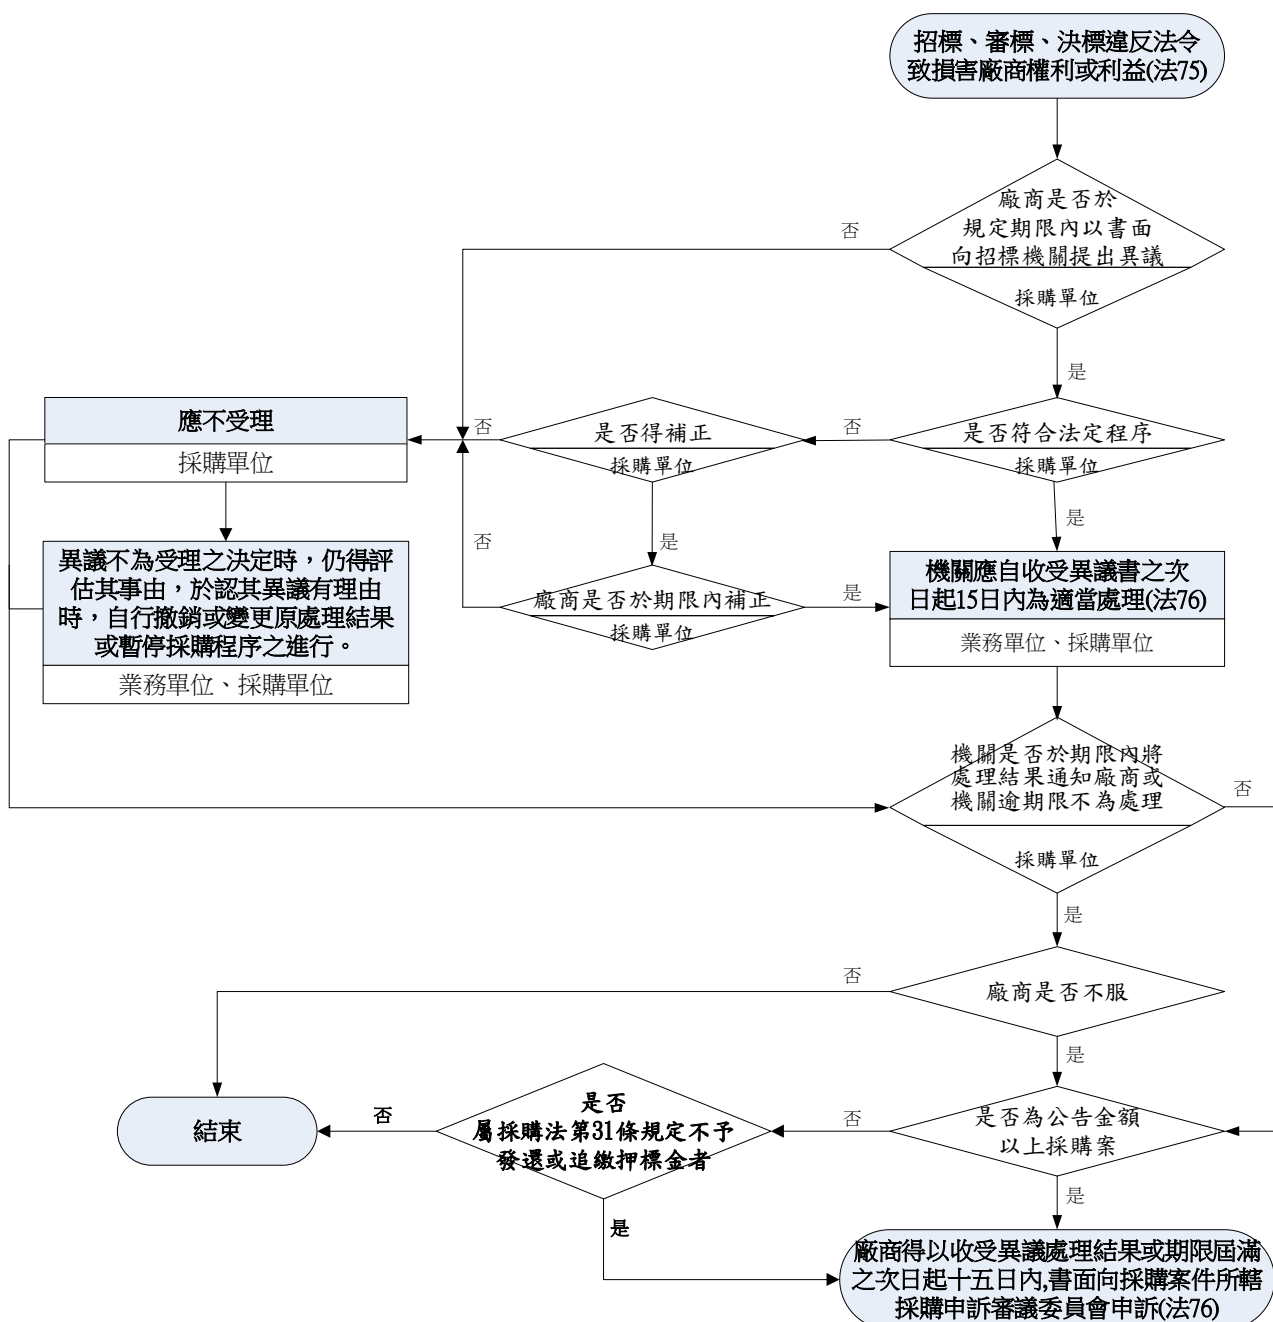 招標、審標、決標違反法令
致損害廠商權利或利益(法75)
廠商是否於
規定期限內以書面
向招標機關提出異議
採購單位
否
是
是否符合法定程序
採購單位
否
是
是否得補正
採購單位
否
是
應不受理
採購單位
異議不為受理之決定時，仍得評
估其事由，於認其異議有理由
時，自行撤銷或變更原處理結果
或暫停採購程序之進行。
業務單位、採購單位
廠商是否於期限內補正
採購單位
否
是
機關應自收受異議書之次
日起15日內為適當處理(法76)
業務單位、採購單位
機關是否於期限內將
處理結果通知廠商或
機關逾期限不為處理
採購單位
否
是
廠商是否不服
否
是
是否為公告金額
以上採購案
否
是
是否
屬採購法第31條規定不予
發還或追繳押標金者
否
是
結束
廠商得以收受異議處理結果或期限屆滿
之次日起十五日內,書面向採購案件所轄
採購申訴審議委員會申訴(法76)